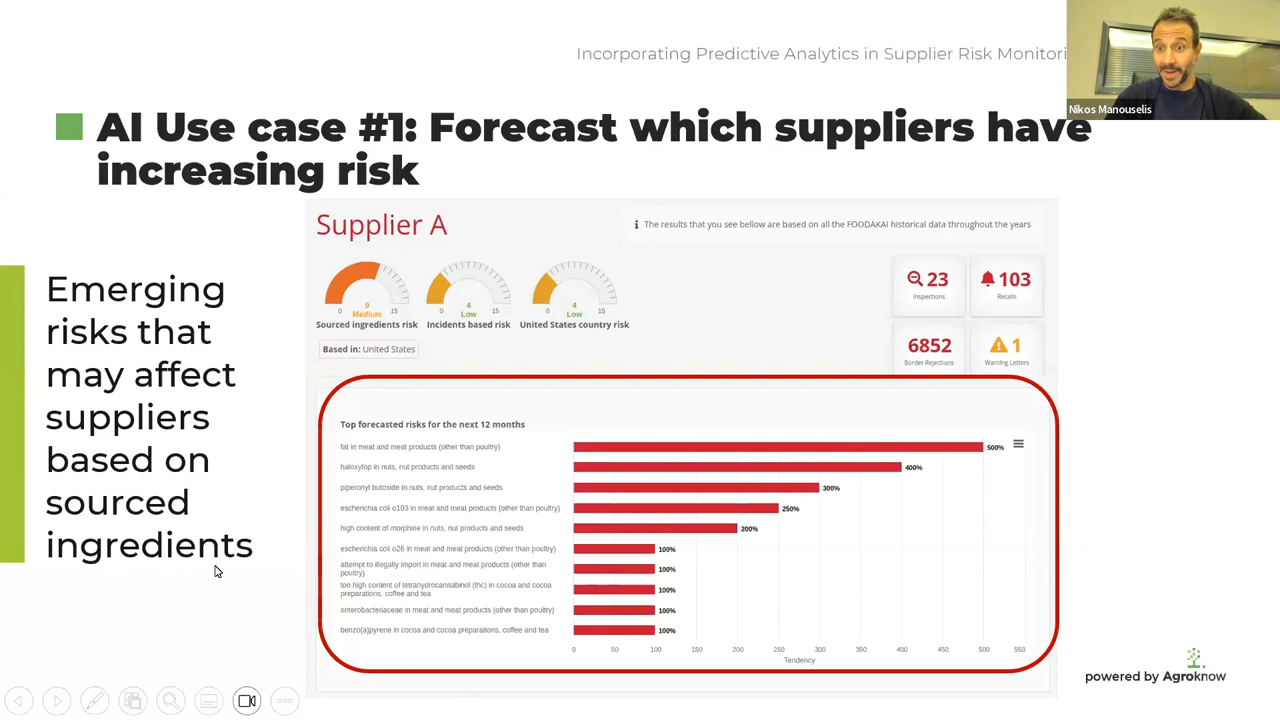 Incorporating Predictive Analytics in Supplier Risk Monitori
Nikos Manouselis
AI Use case #1: Forecast which suppliers have
increasing risk
Emerging
risks that
may affect
suppliers
based on
sourced
ingredients
Supplier A
The results that you see bellow are based on all the FOODAKAI historical data throughout the years
9
Medium
0 15
Sourced ingredients risk
4
Low
0 15
Incidents based risk
4
Low
0 15
United States country risk
Based in: United States
23
Inspections
103
Recalls
6852
Border Rejections
1
Warning Letters
Top forecasted risks for the next 12 months
fat in meat and meat products (other than poultry) 500%
haloxyfop in nuts, nut products and seeds 400%
piperonyl butoxide in nuts, nut products and seeds 300%
escherichia coli o103 in meat and meat products (other than poultry) 250%
high content of morphine in nuts, nut products and seeds 200%
escherichia coli o26 in meat and meat products (other than poultry) 100%
attempt to illegally import in meat and meat products (other than
poultry) 100%
too high content of tetrahydrocannabinol (thc) in cocoa and cocoa
preparations, coffee and tea 100%
enterobacteriaceae in meat and meat products (other than poultry) 100%
benzo(a)pyrene in cocoa and cocoa preparations, coffee and tea 100%
0 50 100 150 200 250 300 350 400 450 500 550
Tendency
powered by Agroknow